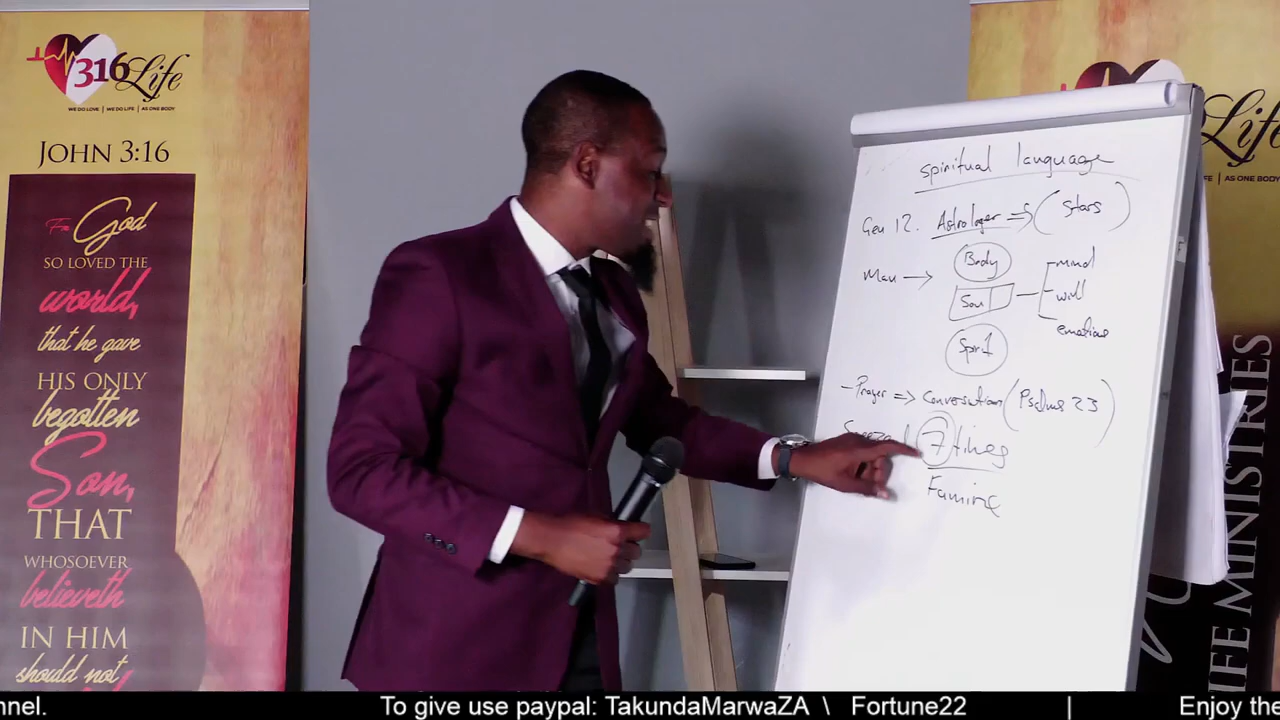 316 Life
WE DO LOVE | WE DO LIFE | AS ONE BODY
JOHN 3:16
For God
SO LOVED THE
world,
that he gave
HIS ONLY
begotten
Son,
THAT
WHOSOEVER
believeth
IN HIM
should not
spiritual language
Gen 12. Astrologer => (Stars)
Man → Body
Soul
mind
will
emotions
Spirit
- Prayer => Conversation (Psalms 23)
7 times
Famine
Life
| AS ONE BODY
LIFE MINISTRIES
nnel.
To give use paypal: TakundaMarwaZA \ Fortune22
|
Enjoy the